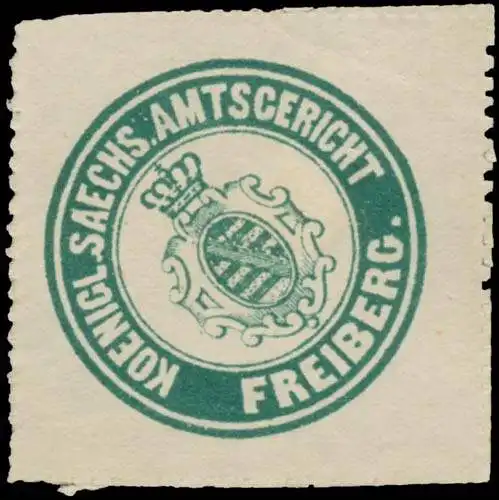 KOENIGL. SAECHS. AMTSGERICHT
FREIBERG.